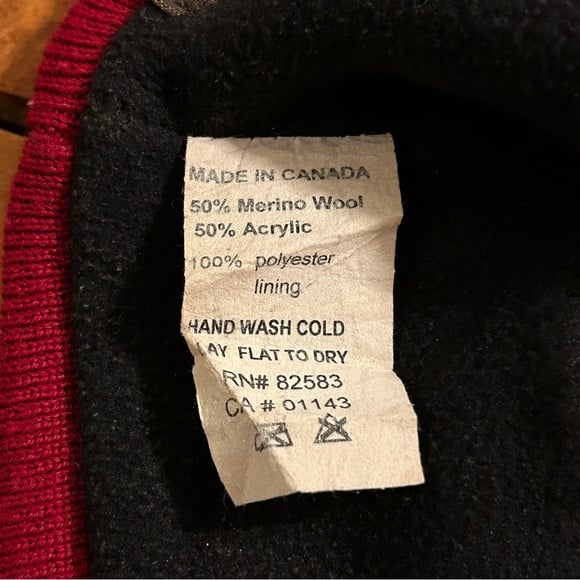 MADE IN CANADA
50% Merino Wool
50% Acrylic
100% polyester
lining
HAND WASH COLD
LAY FLAT TO DRY
RN# 82583
CA # 01143